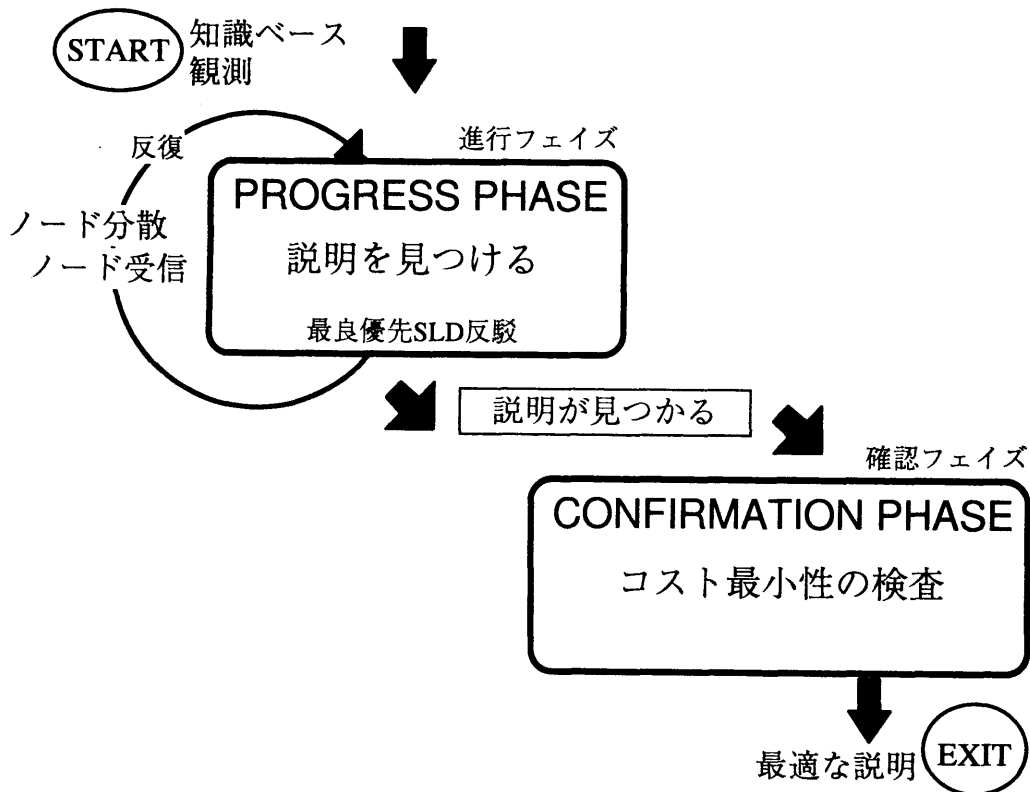 START
知識ベース
観測
反復
進行フェイズ
PROGRESS PHASE
ノード分散
ノード受信
説明を見つける
最良優先SLD反駁
説明が見つかる
確認フェイズ
CONFIRMATION PHASE
コスト最小性の検査
最適な説明
EXIT